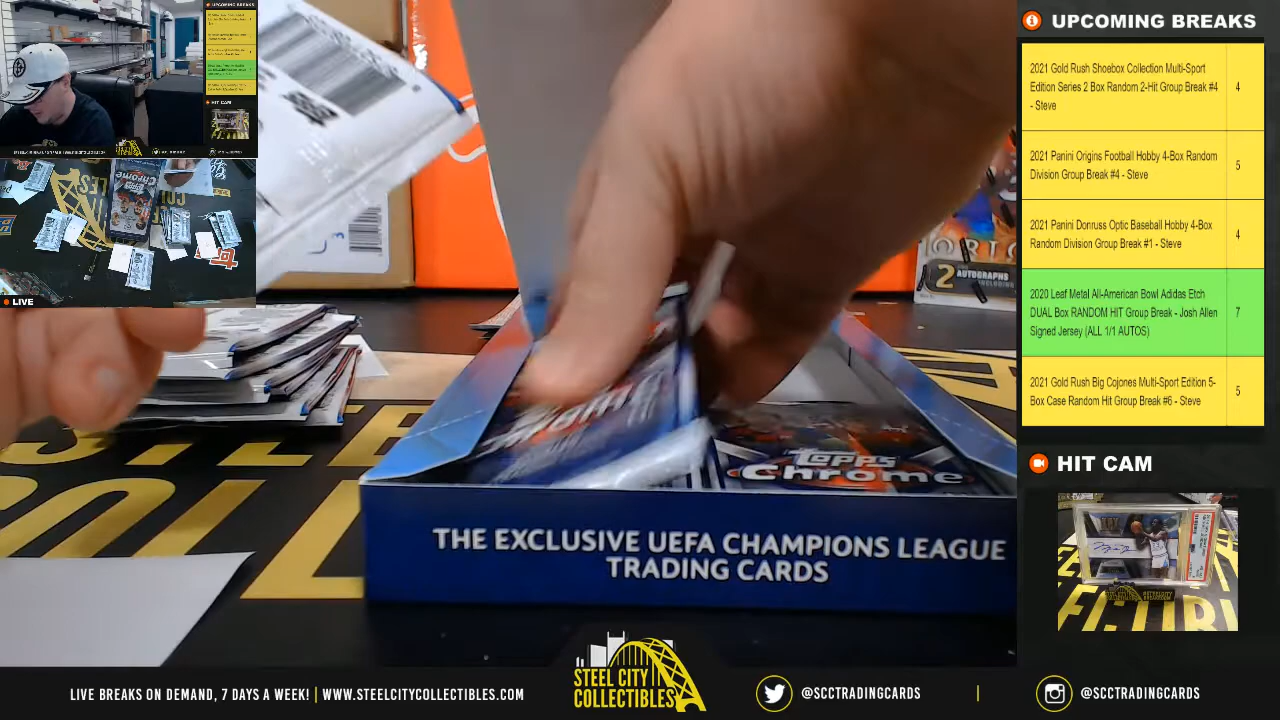 UPCOMING BREAKS
2021 Gold Rush Shoebox Collection Multi-Sport
Edition Series 2 Box Random 2-Hit Group Break #4
- Steve
4
2021 Panini Origins Football Hobby 4-Box Random
Division Group Break #4 - Steve
5
2021 Panini Donruss Optic Baseball Hobby 4-Box
Random Division Group Break #1 - Steve
4
2020 Leaf Metal All-American Bowl Adidas Etch
DUAL Box RANDOM HIT Group Break - Josh Allen
Signed Jersey (ALL 1/1 AUTOS)
7
2021 Gold Rush Big Cojones Multi-Sport Edition 5-
Box Case Random Hit Group Break #6 - Steve
5
HIT CAM
LIVE
2 AUTOGRAPHS
Topps
Chrome
THE EXCLUSIVE UEFA CHAMPIONS LEAGUE
TRADING CARDS
LIVE BREAKS ON DEMAND, 7 DAYS A WEEK! | WWW.STEELCITYCOLLECTIBLES.COM
STEEL CITY
COLLECTIBLES
@SCCTRADINGCARDS
|
@SCCTRADINGCARDS